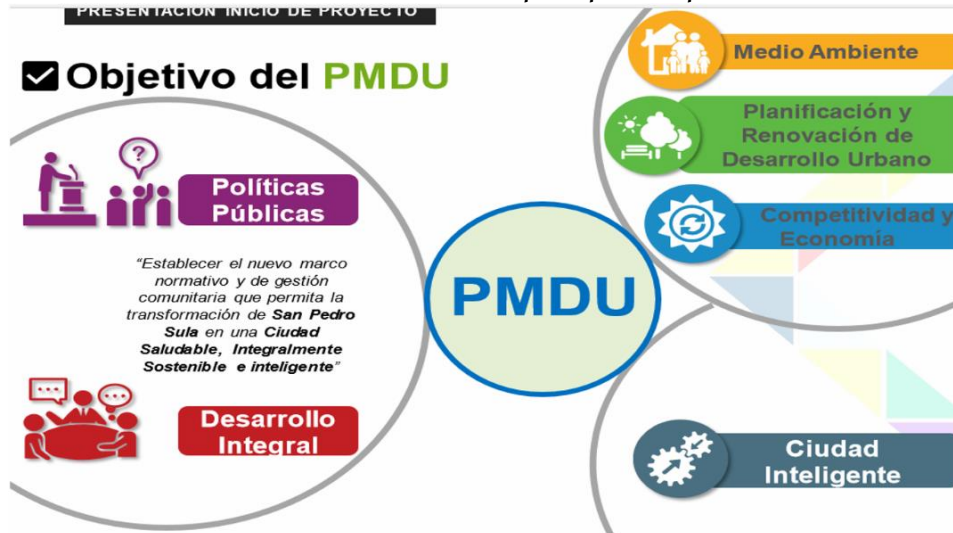 PRESENTACIÓN INICIO DE PROYECTO
Objetivo del PMDU
Políticas
Públicas
"Establecer el nuevo marco
normativo y de gestión
comunitaria que permita la
transformación de San Pedro
Sula en una Ciudad
Saludable, Integralmente
Sostenible e inteligente"
Desarrollo
Integral
PMDU
Medio Ambiente
Planificación y
Renovación de
Desarrollo Urbano
Competitividad y
Economía
Ciudad
Inteligente